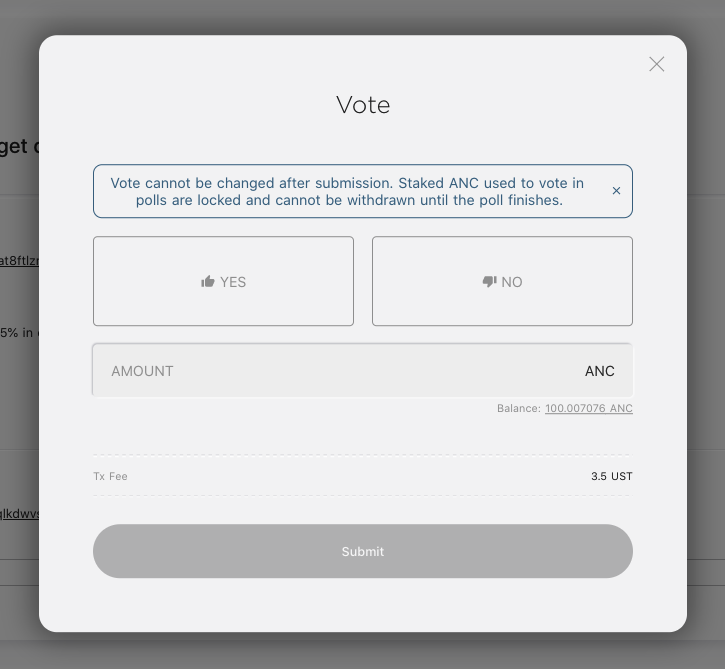 Vote
Vote cannot be changed after submission. Staked ANC used to vote in
polls are locked and cannot be withdrawn until the poll finishes.
YES
NO
AMOUNT
ANC
Balance: 100.007076 ANC
Tx Fee
3.5 UST
Submit
get
at8ftlzr
5% in
qlkdwvs